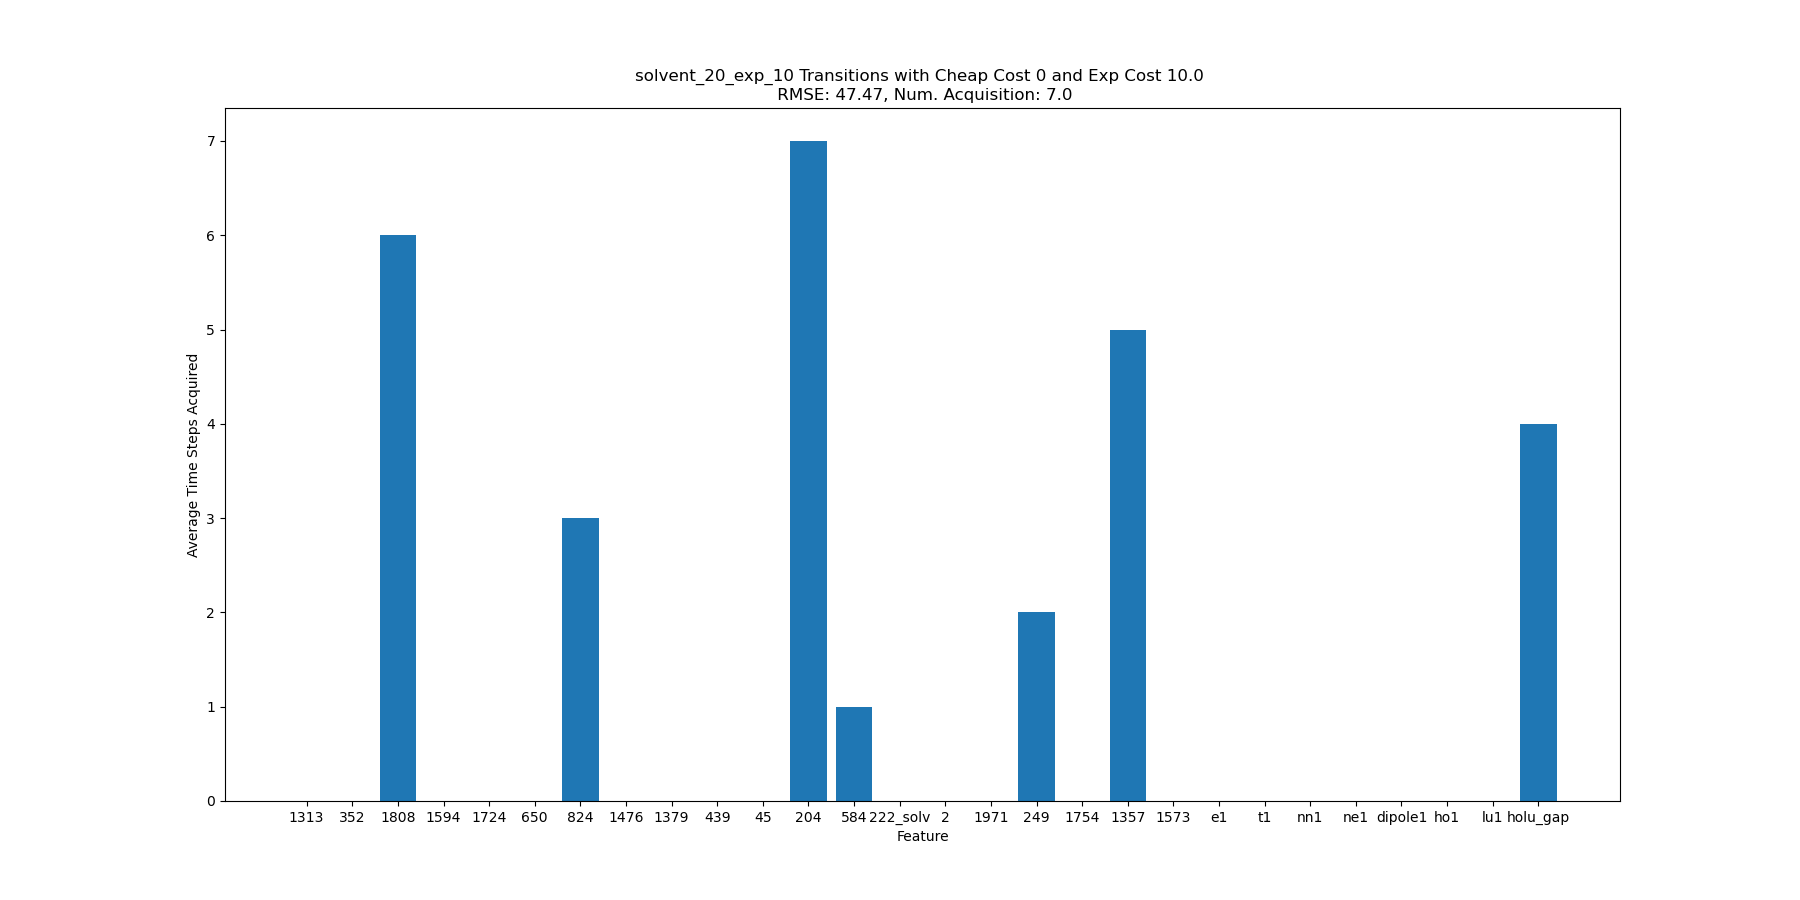 solvent_20_exp_10 Transitions with Cheap Cost 0 and Exp Cost 10.0
RMSE: 47.47, Num. Acquisition: 7.0
Average Time Steps Acquired
7
6
5
4
3
2
1
0
1313 352 1808 1594 1724 650 824 1476 1379 439 45 204 584 222_solv 2 1971 249 1754 1357 1573 e1 t1 nn1 ne1 dipole1 ho1 lu1 holu_gap
Feature